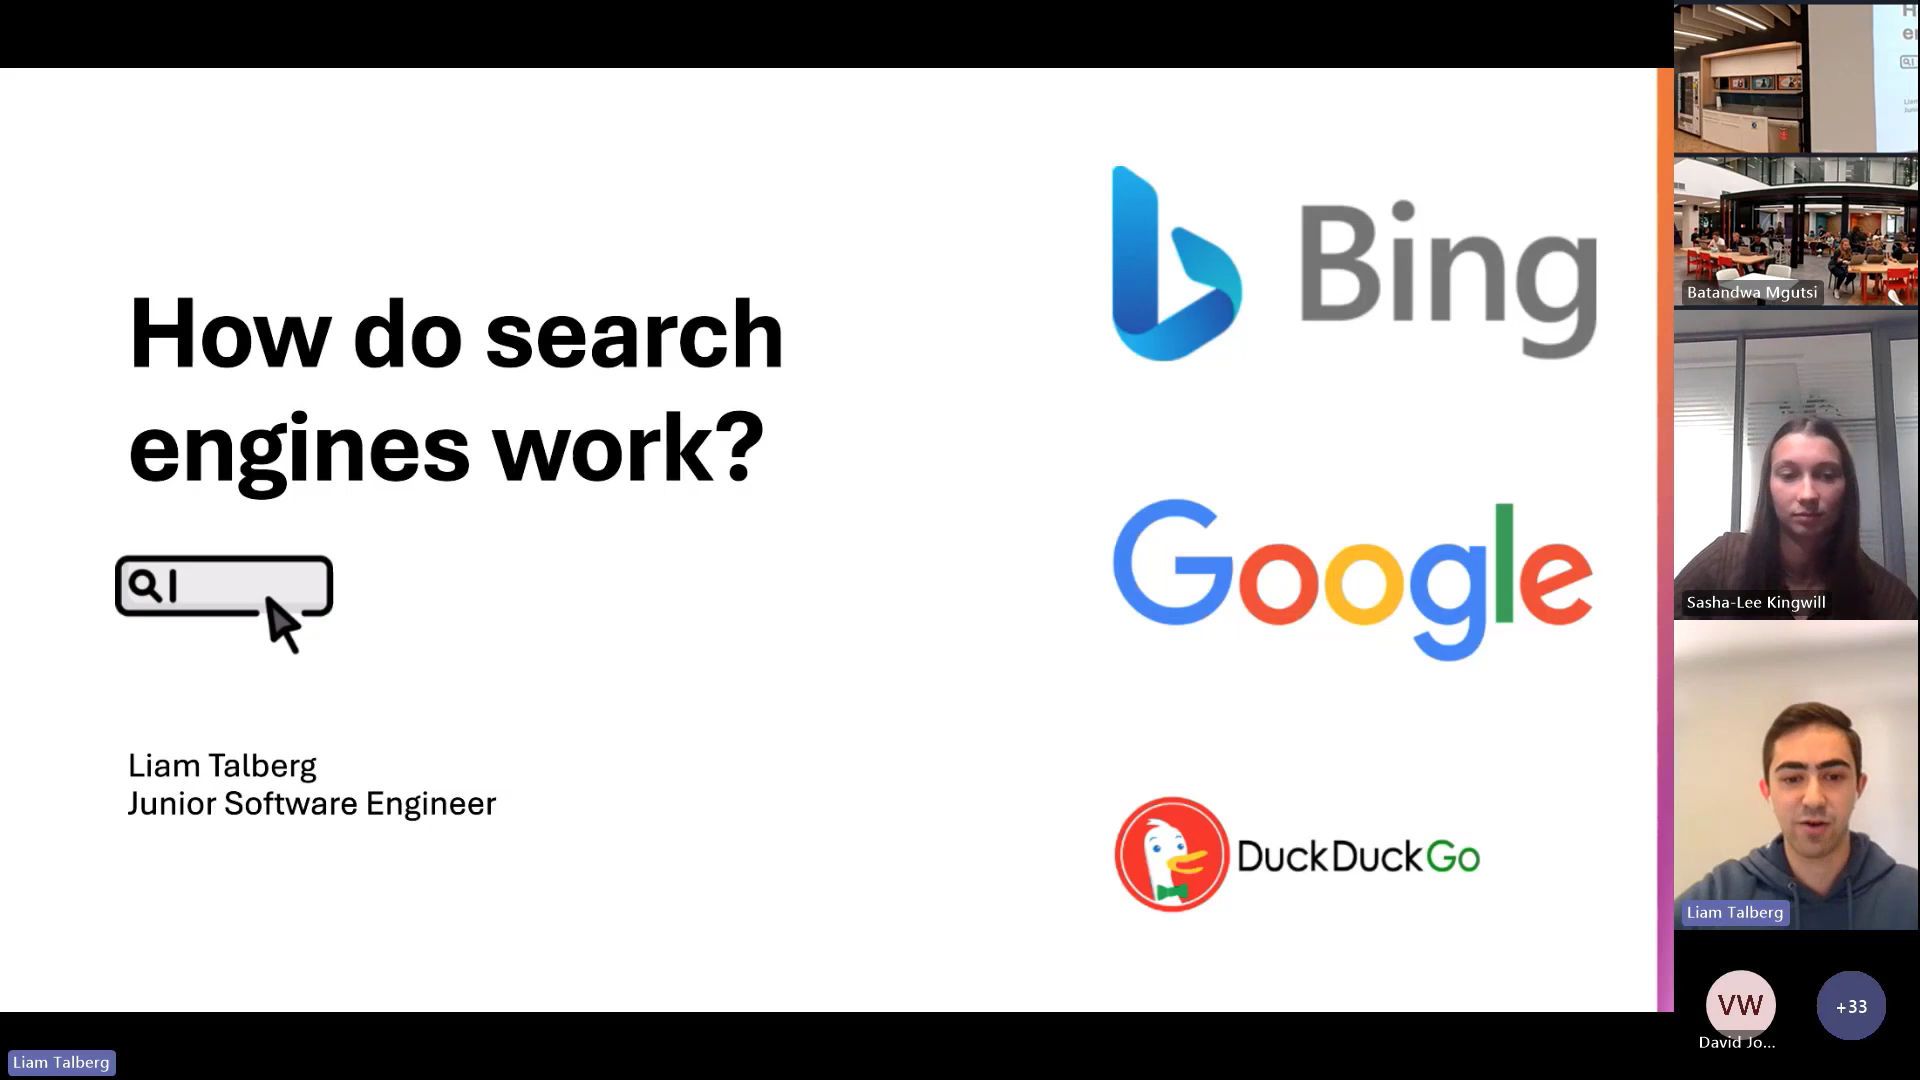 How do search
engines work?
Liam Talberg
Junior Software Engineer
Bing
Google
DuckDuckGo
Batandwa Mgutsi
Sasha-Lee Kingwill
Liam Talberg
VW
David Jo...
+33
Liam Talberg